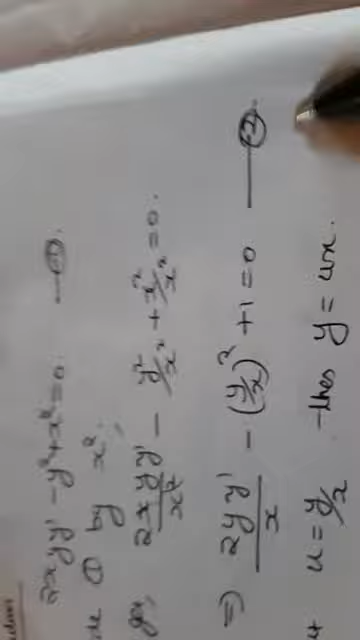 2xyy' - y² + x² = 0. — ①.
① by x²,
2xyy'/x² - y²/x² + x²/x² = 0.
⇒ 2yy'/x - (y/x)² + 1 = 0 — ②.
u = y/x then y = ux.